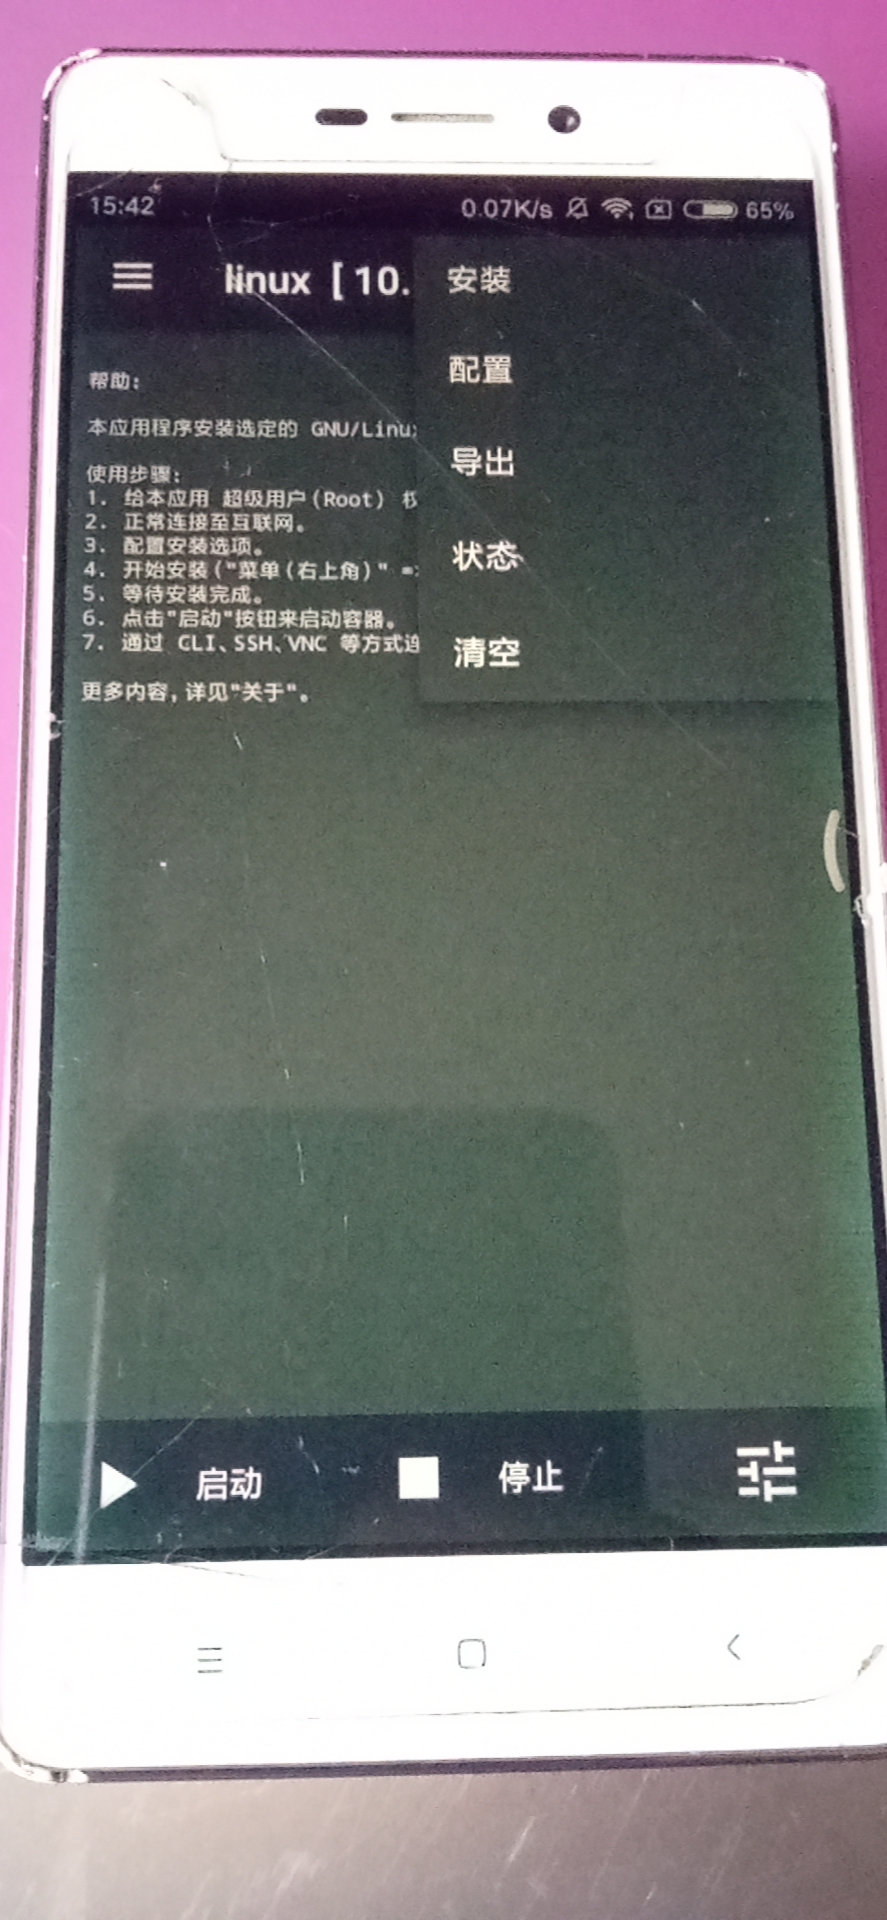 15:42 0.07K/s 65%
linux [ 10.
安装
配置
导出
状态
清空
帮助:
本应用程序安装选定的 GNU/Linu
使用步骤:
1. 给本应用 超级用户(Root)
2. 正常连接至互联网。
3. 配置安装选项。
4. 开始安装("菜单(右上角)" =
5. 等待安装完成。
6. 点击"启动"按钮来启动容器。
7. 通过 CLI、SSH、VNC 等方式连
更多内容,详见"关于"。
启动 停止